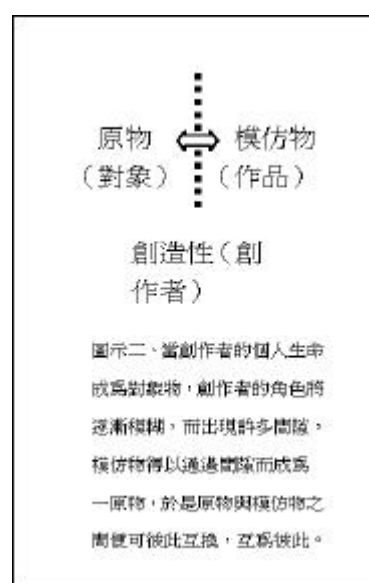 原物 模仿物
(對象) (作品)
創造性(創
作者)
圖示二、當創作者的個人生命
成為對象物,創作者的角色將
逐漸模糊,而出現許多間隙,
模仿物得以通過間隙而成為
一原物,於是原物與模仿物之
間便可彼此互換,互為彼此。